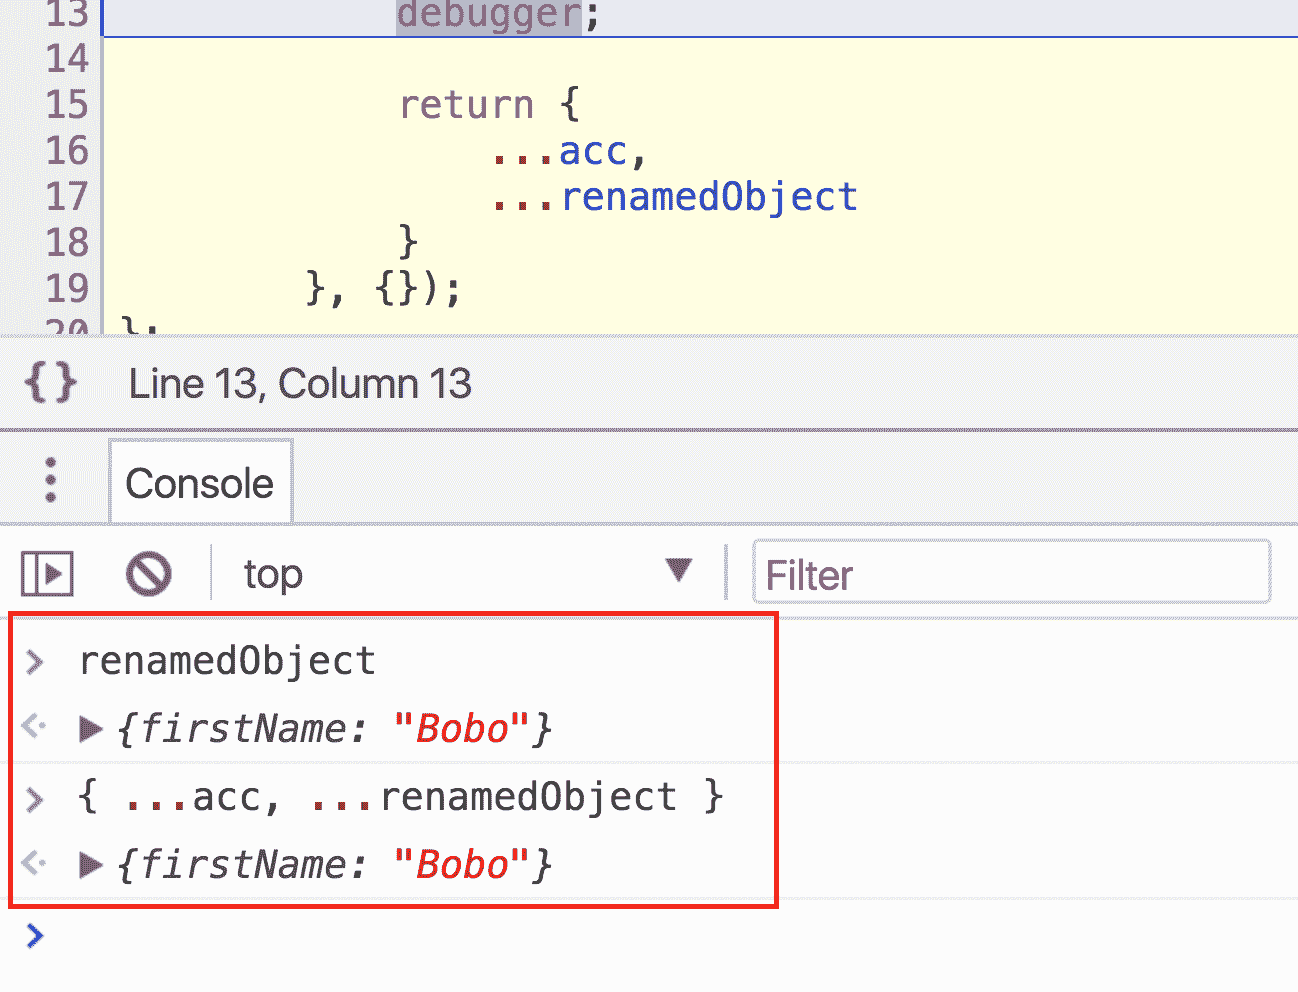 13 debugger;
14
15 return {
16 ...acc,
17 ...renamedObject
18 }
19 }, {});
20 };
{} Line 13, Column 13
Console
top ▼ Filter
> renamedObject
{firstName: "Bobo"}
> { ...acc, ...renamedObject }
{firstName: "Bobo"}
>